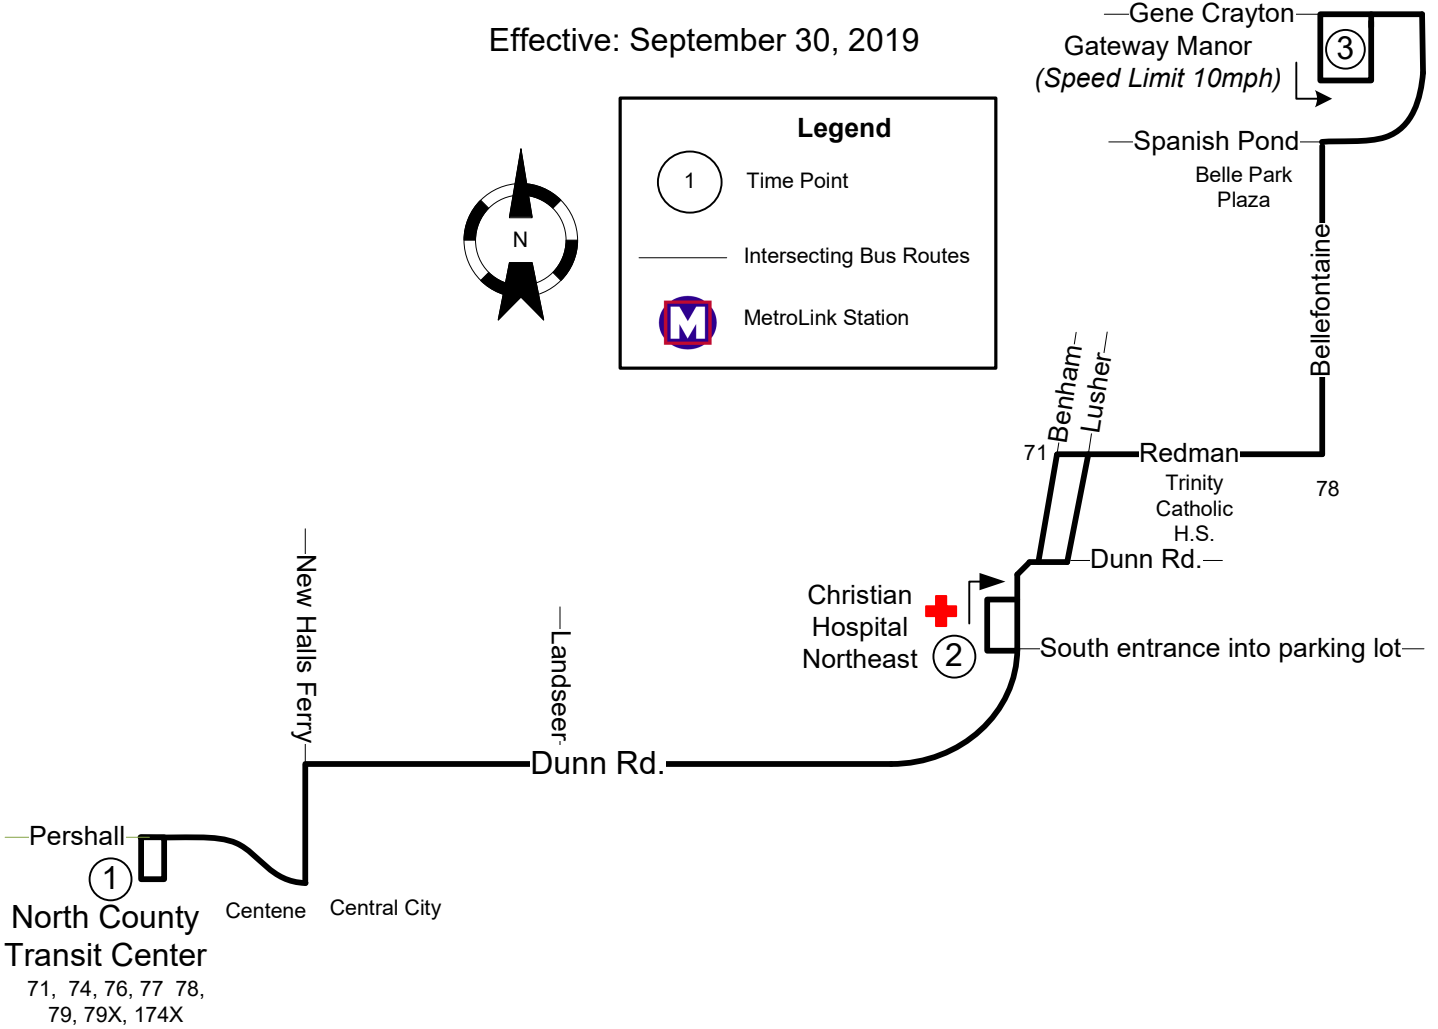 Effective: September 30, 2019
Gene Crayton
Gateway Manor
(Speed Limit 10mph)
3
Legend
1
Time Point
Intersecting Bus Routes
M
MetroLink Station
N
Spanish Pond
Belle Park
Plaza
Bellefontaine
Benham
Lusher
71
Redman
Trinity
Catholic
H.S.
78
Dunn Rd.
Christian
Hospital
Northeast
2
South entrance into parking lot
New Halls Ferry
Landseer
Dunn Rd.
Pershall
1
North County
Transit Center
71, 74, 76, 77 78,
79, 79X, 174X
Centene
Central City